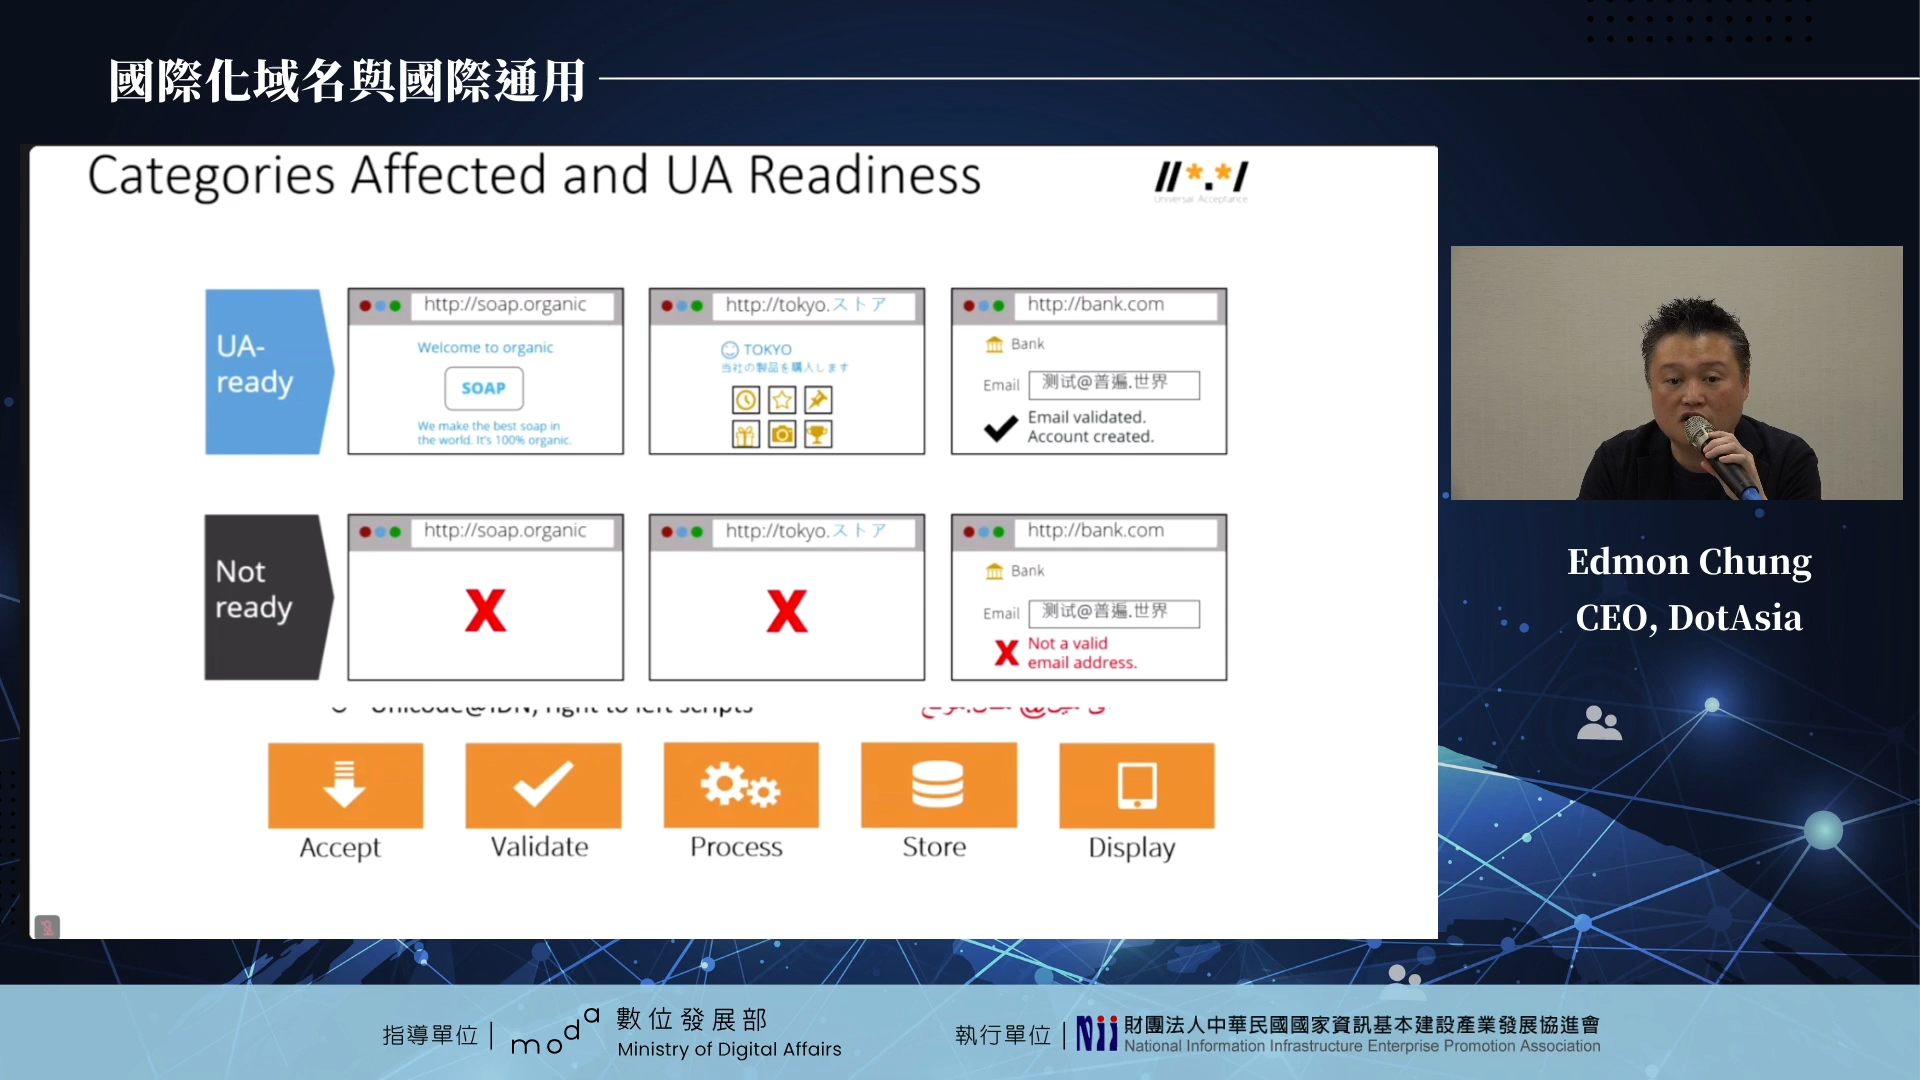 國際化域名與國際通用
Categories Affected and UA Readiness
Universal Acceptance
UA-
ready
http://soap.organic
Welcome to organic
SOAP
We make the best soap in
the world. It's 100% organic.
http://tokyo.ストア
TOKYO
当社の製品を購入します
http://bank.com
Bank
Email 测试@普遍.世界
Email validated.
Account created.
Not
ready
http://soap.organic
X
http://tokyo.ストア
X
http://bank.com
Bank
Email 测试@普遍.世界
X Not a valid
email address.
Unicode@IDN, right to left scripts
Accept
Validate
Process
Store
Display
Edmon Chung
CEO, DotAsia
指導單位
moda
數位發展部
Ministry of Digital Affairs
執行單位
Nii
財團法人中華民國國家資訊基本建設產業發展協進會
National Information Infrastructure Enterprise Promotion Association